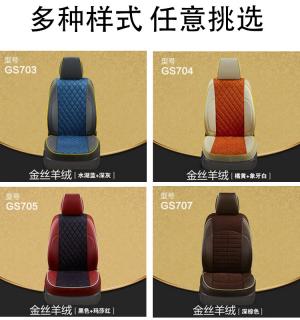 多种样式 任意挑选
型号
GS703
金丝羊绒[水湖蓝+深灰]
型号
GS704
金丝羊绒[橘黄+象牙白]
型号
GS705
金丝羊绒[黑色+玛莎红]
型号
GS707
金丝羊绒[深棕色]